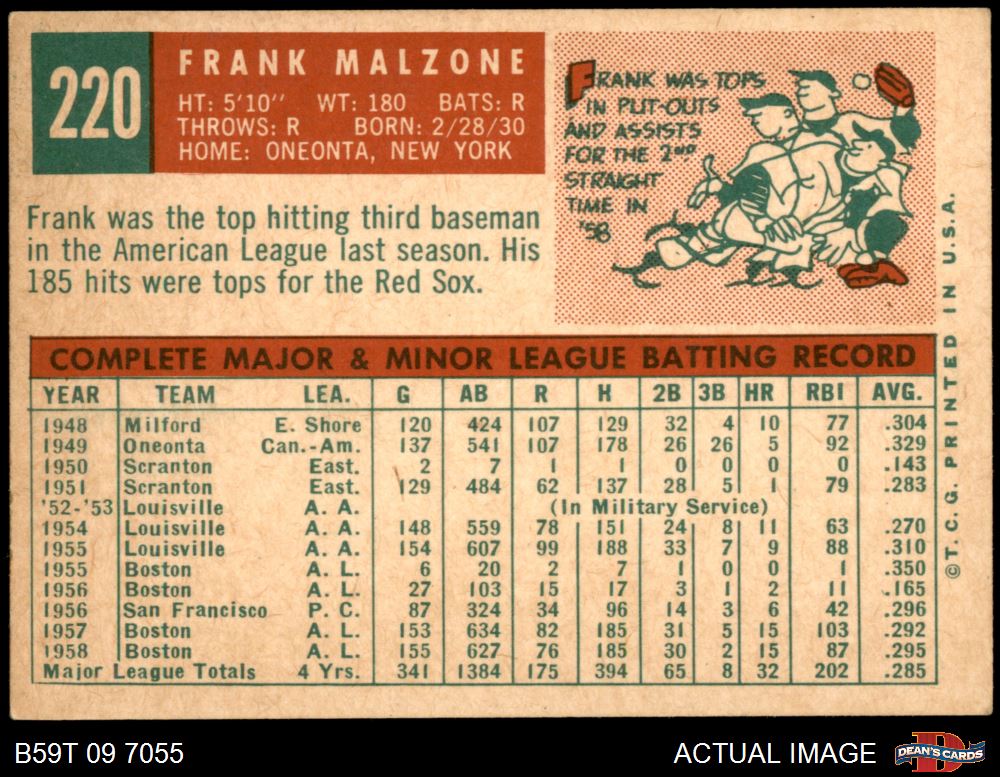 220
FRANK MALZONE
HT: 5'10" WT: 180 BATS: R
THROWS: R BORN: 2/28/30
HOME: ONEONTA, NEW YORK
FRANK WAS TOPS
IN PUT-OUTS
AND ASSISTS
FOR THE 2ND
STRAIGHT
TIME IN
'58
Frank was the top hitting third baseman
in the American League last season. His
185 hits were tops for the Red Sox.
COMPLETE MAJOR & MINOR LEAGUE BATTING RECORD
YEAR TEAM LEA. G AB R H 2B 3B HR RBI AVG.
1948 Milford E. Shore 120 424 107 129 32 4 10 77 .304
1949 Oneonta Can.-Am. 137 541 107 178 26 26 5 92 .329
1950 Scranton East. 2 7 1 1 0 0 0 0 .143
1951 Scranton East. 129 484 62 137 28 5 1 79 .283
'52-'53 Louisville A. A. (In Military Service)
1954 Louisville A. A. 148 559 78 151 24 8 11 63 .270
1955 Louisville A. A. 154 607 99 188 33 7 9 88 .310
1955 Boston A. L. 6 20 2 7 1 0 0 1 .350
1956 Boston A. L. 27 103 15 17 3 1 2 11 .165
1956 San Francisco P. C. 87 324 34 96 14 3 6 42 .296
1957 Boston A. L. 153 634 82 185 31 5 15 103 .292
1958 Boston A. L. 155 627 76 185 30 2 15 87 .295
Major League Totals 4 Yrs. 341 1384 175 394 65 8 32 202 .285
©T.C.G. PRINTED IN U.S.A.
B59T 09 7055
ACTUAL IMAGE
D
DEAN'S CARDS